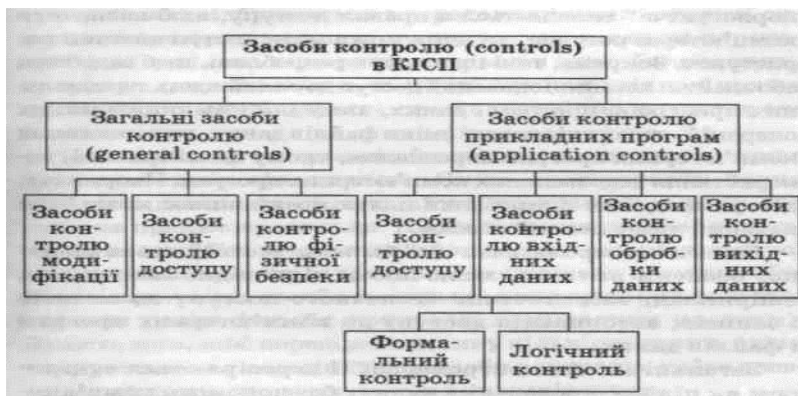 Засоби контролю (controls)
в КІСП
Загальні засоби
контролю
(general controls)
Засоби контролю
прикладних програм
(application controls)
Засоби
кон-
тролю
моди-
фікації
Засоби
кон-
тролю
доступу
Засоби
контро-
лю фі-
зичної
безпеки
Засоби
кон-
тролю
доступу
Засоби
контро-
лю вхід-
них
даних
Засоби
кон-
тролю
оброб-
ки
даних
Засоби
кон-
тролю
вихід-
них
даних
Форма-
льний
контроль
Логічний
контроль